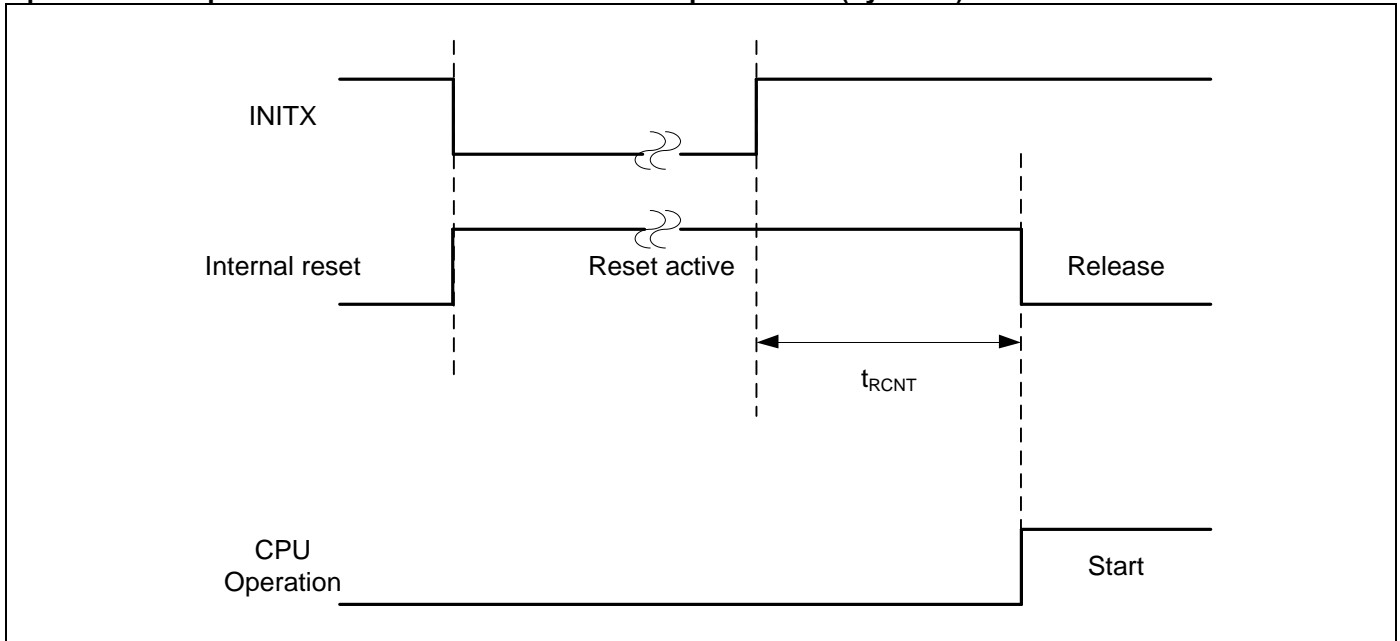 INITX
Internal reset
Reset active
Release
tRCNT
CPU
Operation
Start